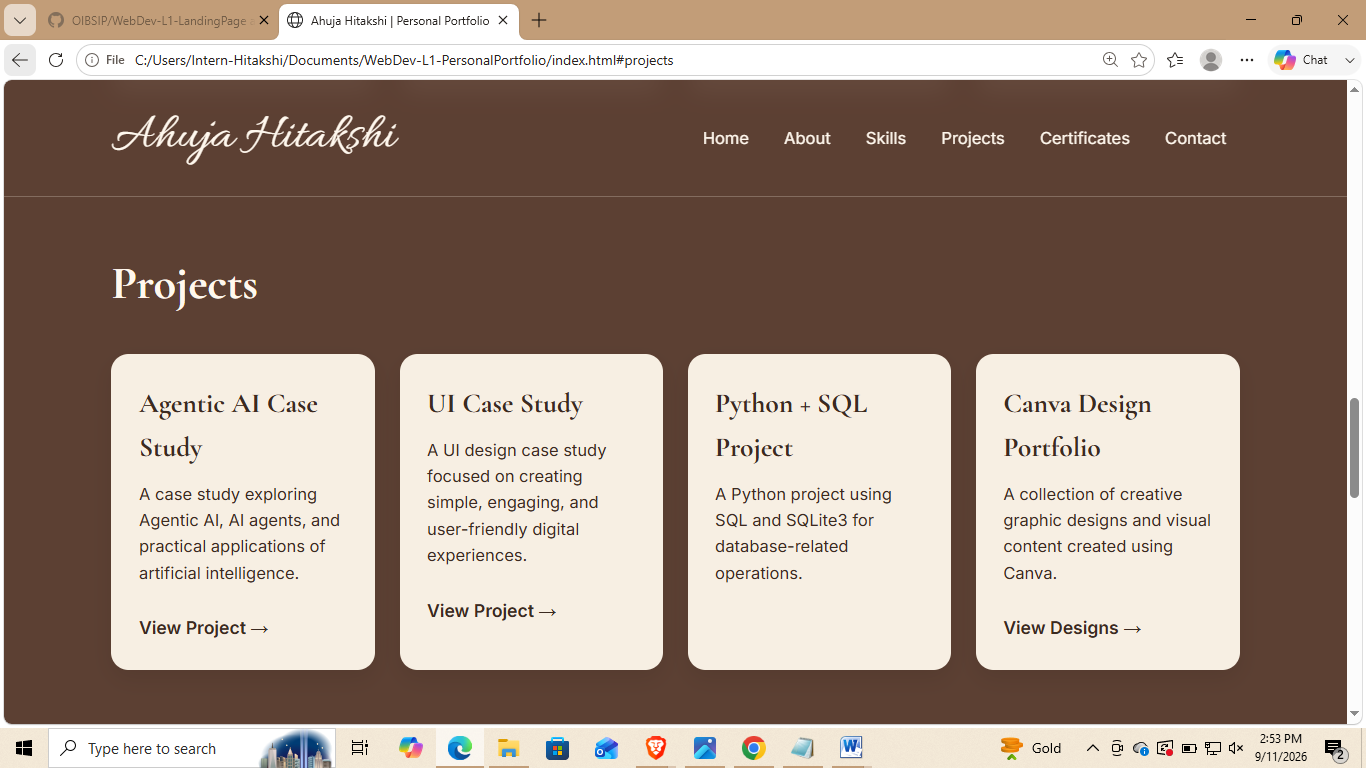 OIBSIP/WebDev-L1-LandingPage
Ahuja Hitakshi | Personal Portfolio
File
C:/Users/Intern-Hitakshi/Documents/WebDev-L1-PersonalPortfolio/index.html#projects
Chat
Ahuja Hitakshi
Home About Skills Projects Certificates Contact
Projects
Agentic AI Case
Study
A case study exploring
Agentic AI, AI agents, and
practical applications of
artificial intelligence.
View Project →
UI Case Study
A UI design case study
focused on creating
simple, engaging, and
user-friendly digital
experiences.
View Project →
Python + SQL
Project
A Python project using
SQL and SQLite3 for
database-related
operations.
Canva Design
Portfolio
A collection of creative
graphic designs and visual
content created using
Canva.
View Designs →
Type here to search
Gold
2:53 PM
9/11/2026
2